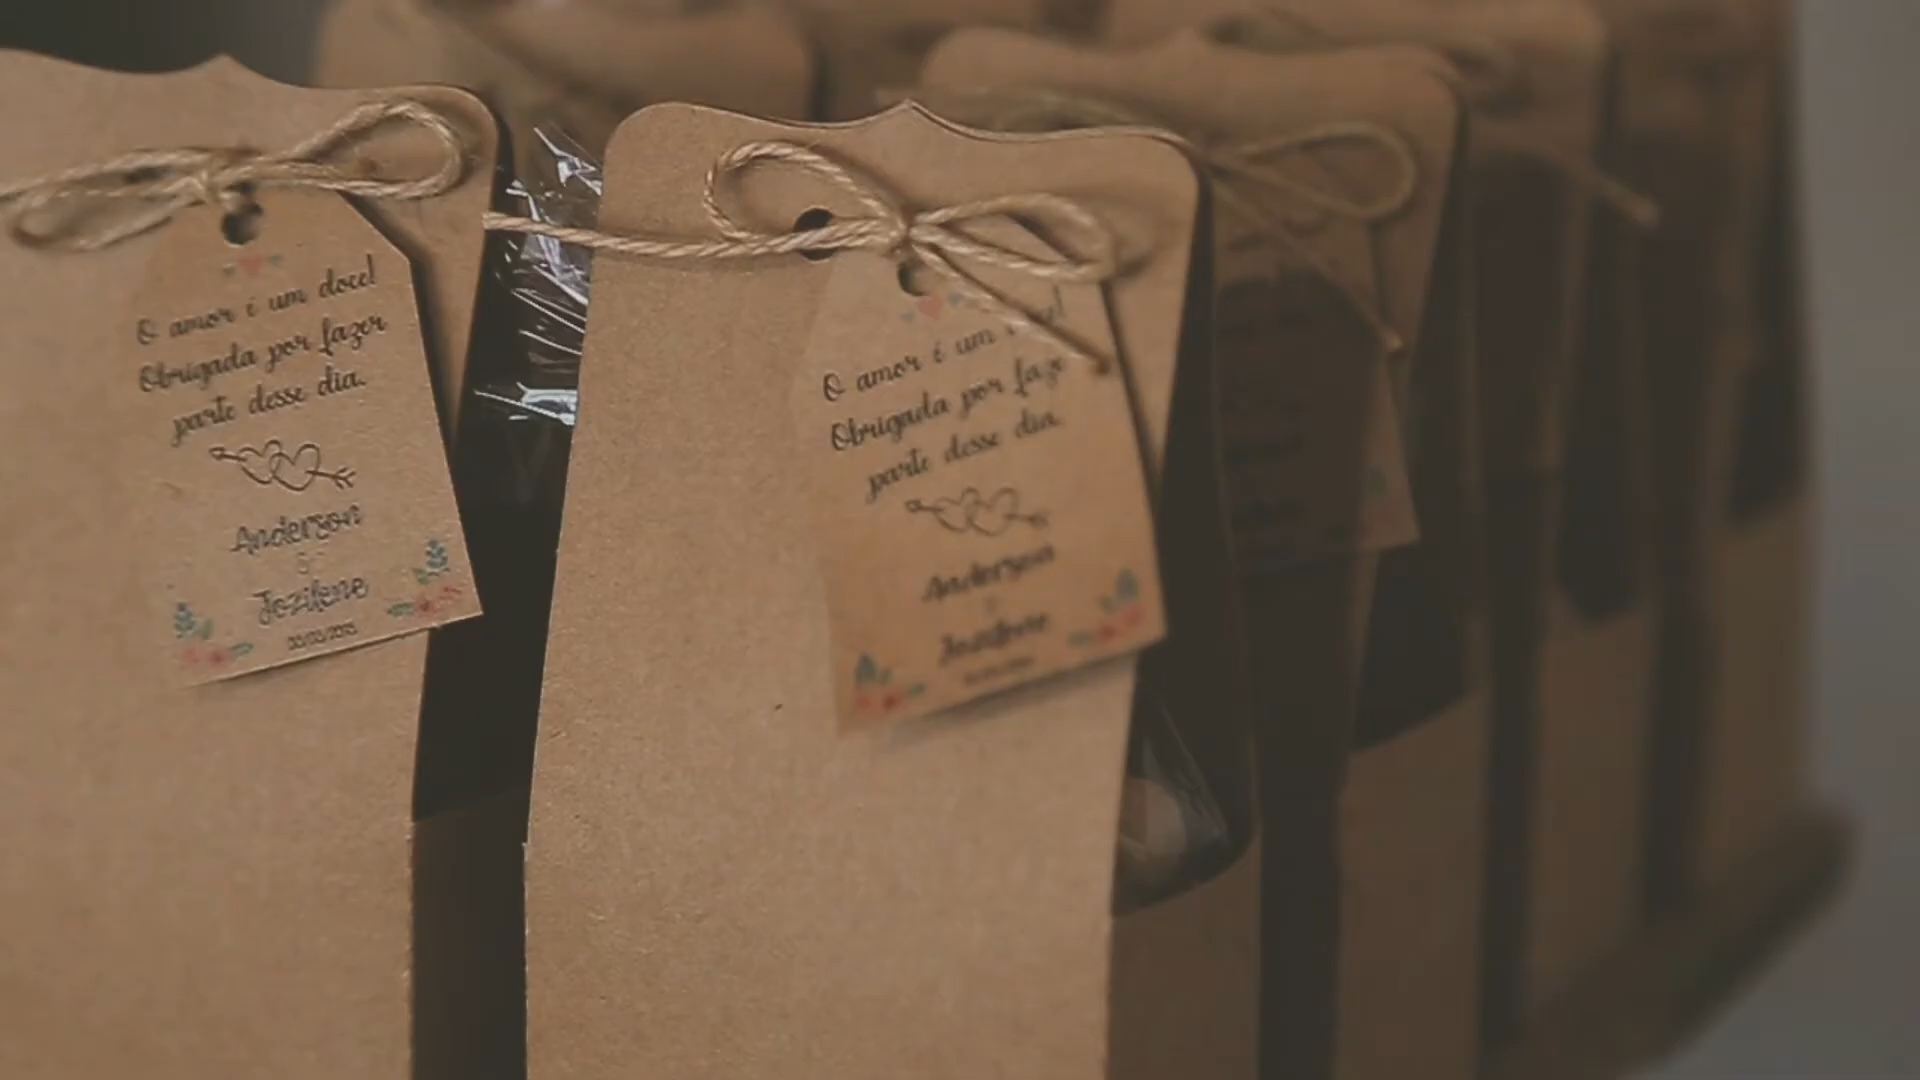 O amor é um doce!
Obrigada por fazer
parte desse dia.
Anderson
&
Jozilene
O amor é um
Obrigada por faze
parte desse dia.
Anderson
Jozilene